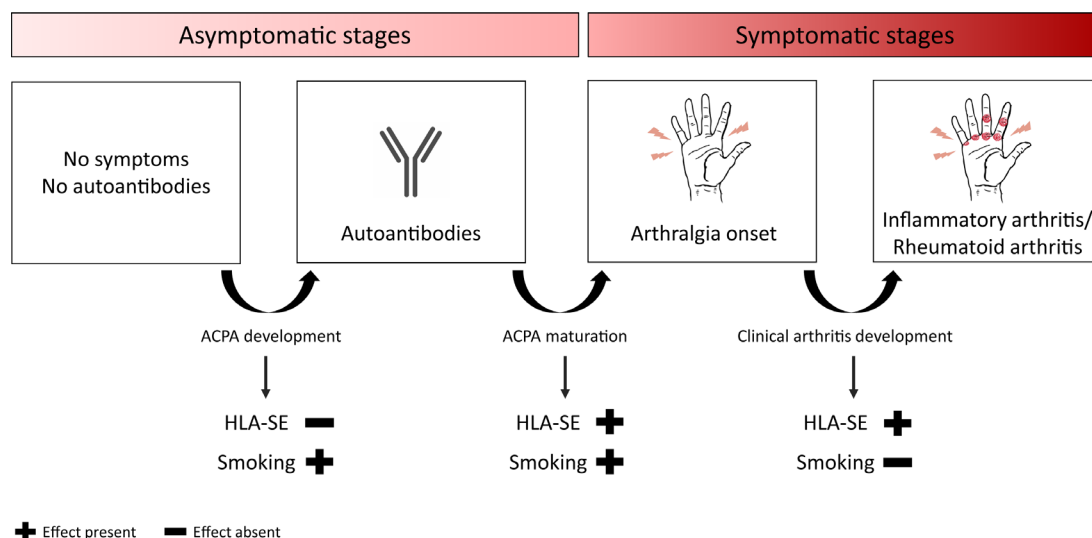 Asymptomatic stages
Symptomatic stages
No symptoms
No autoantibodies
Autoantibodies
Arthralgia onset
Inflammatory arthritis/
Rheumatoid arthritis
ACPA development
ACPA maturation
Clinical arthritis development
HLA-SE
HLA-SE
HLA-SE
Smoking
Smoking
Smoking
Effect present
Effect absent